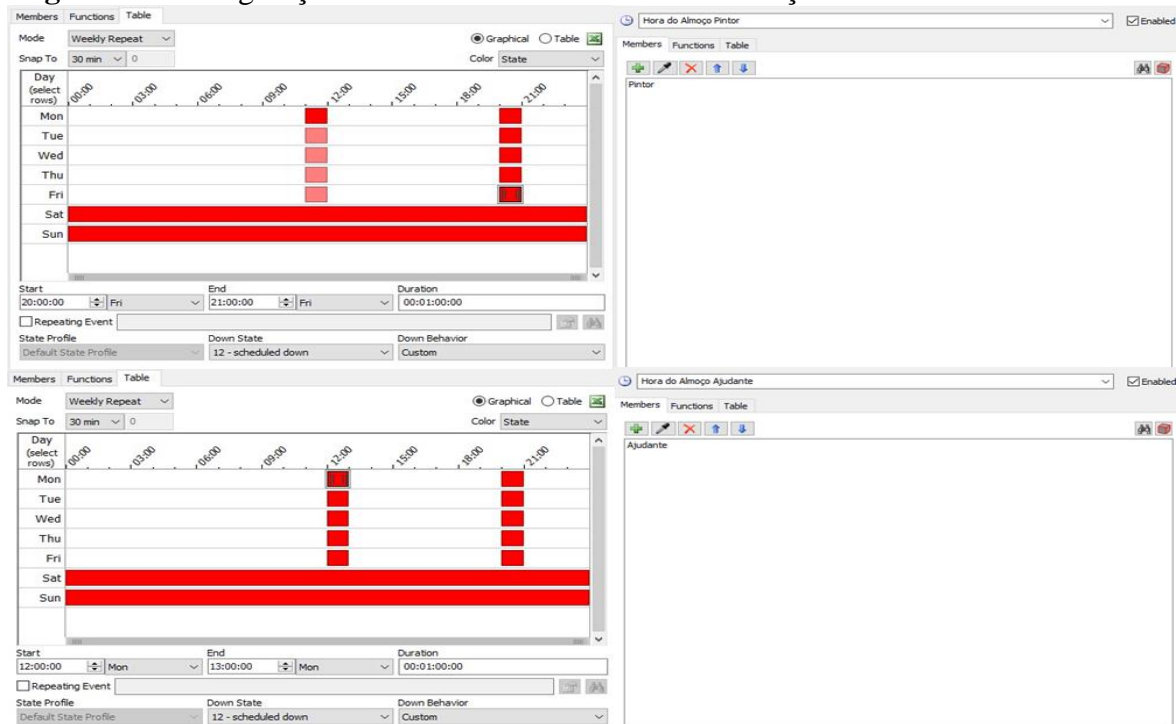 Members Functions Table
Mode Weekly Repeat Graphical Table
Snap To 30 min 0 Color State
Day (select rows) 00:00 03:00 06:00 09:00 12:00 15:00 18:00 21:00
Mon
Tue
Wed
Thu
Fri
Sat
Sun
Start End Duration
20:00:00 Fri 21:00:00 Fri 00:01:00:00
Repeating Event
State Profile Down State Down Behavior
Default State Profile 12 - scheduled down Custom
Hora do Almoço Pintor Enabled
Members Functions Table
Pintor
Members Functions Table
Mode Weekly Repeat Graphical Table
Snap To 30 min 0 Color State
Day (select rows) 00:00 03:00 06:00 09:00 12:00 15:00 18:00 21:00
Mon
Tue
Wed
Thu
Fri
Sat
Sun
Start End Duration
12:00:00 Mon 13:00:00 Mon 00:01:00:00
Repeating Event
State Profile Down State Down Behavior
Default State Profile 12 - scheduled down Custom
Hora do Almoço Ajudante Enabled
Members Functions Table
Ajudante